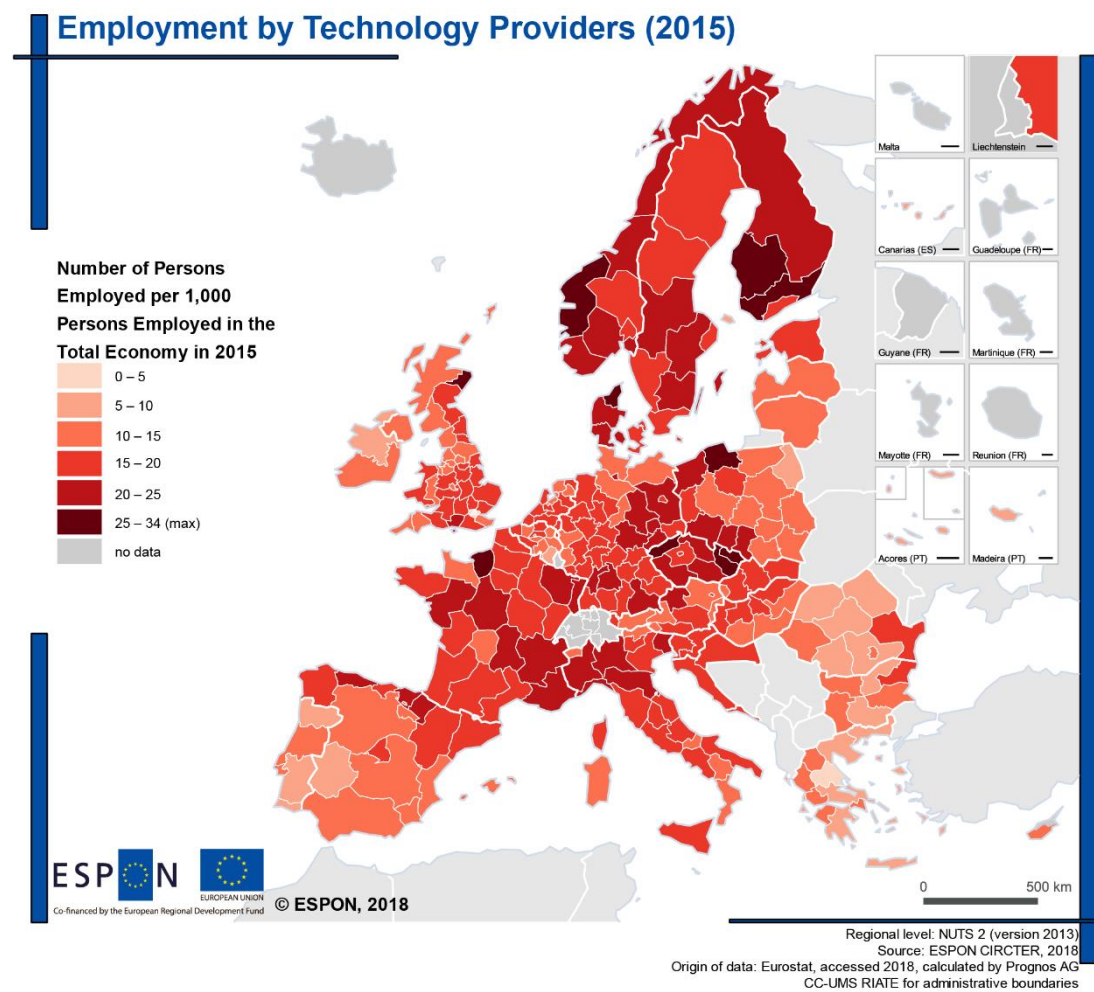 Employment by Technology Providers (2015)
Number of Persons
Employed per 1,000
Persons Employed in the
Total Economy in 2015
0 – 5
5 – 10
10 – 15
15 – 20
20 – 25
25 – 34 (max)
no data
Malta
Liechtenstein
Canarias (ES)
Guadeloupe (FR)
Guyane (FR)
Martinique (FR)
Mayotte (FR)
Reunion (FR)
Acores (PT)
Madeira (PT)
ESPON
EUROPEAN UNION
Co-financed by the European Regional Development Fund
© ESPON, 2018
0 500 km
Regional level: NUTS 2 (version 2013)
Source: ESPON CIRCTER, 2018
Origin of data: Eurostat, accessed 2018, calculated by Prognos AG
CC-UMS RIATE for administrative boundaries